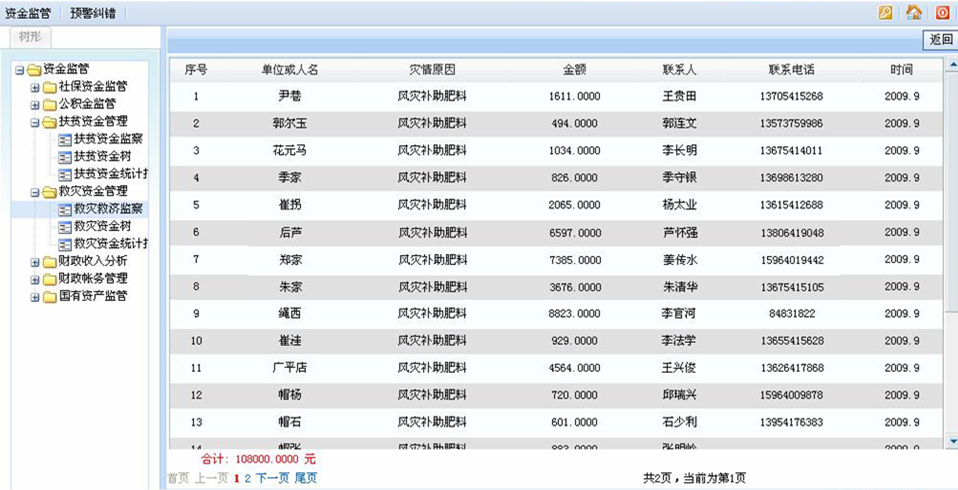 资金监管 预警纠错
树形
返回
资金监管
社保资金监管
公积金监管
扶贫资金管理
扶贫资金监察
扶贫资金树
扶贫资金统计
救灾资金管理
救灾救济监察
救灾资金树
救灾资金统计
财政收入分析
财政帐务管理
国有资产监管
序号 单位或人名 灾情原因 金额 联系人 联系电话 时间
1 尹巷 风灾补助肥料 1611.0000 王贵田 13705415268 2009.9
2 郭尔玉 风灾补助肥料 494.0000 郭连文 13573759986 2009.9
3 花元马 风灾补助肥料 1034.0000 李长明 13675414011 2009.9
4 季家 风灾补助肥料 826.0000 季守银 13698613280 2009.9
5 崔拐 风灾补助肥料 2065.0000 杨太业 13615412688 2009.9
6 后芦 风灾补助肥料 6597.0000 芦怀强 13806419048 2009.9
7 郑家 风灾补助肥料 7385.0000 姜传水 15964019442 2009.9
8 朱家 风灾补助肥料 3676.0000 朱清华 13675415105 2009.9
9 绳西 风灾补助肥料 8823.0000 李官河 84831822 2009.9
10 崔洼 风灾补助肥料 929.0000 李法学 13655415628 2009.9
11 广平店 风灾补助肥料 4564.0000 王兴俊 13626417868 2009.9
12 帽杨 风灾补助肥料 720.0000 邱瑞兴 15964009878 2009.9
13 帽石 风灾补助肥料 601.0000 石少利 13954176383 2009.9
14 帽张 风灾补助肥料
合计: 108000.0000 元
首页 上一页 1 2 下一页 尾页 共2页，当前为第1页